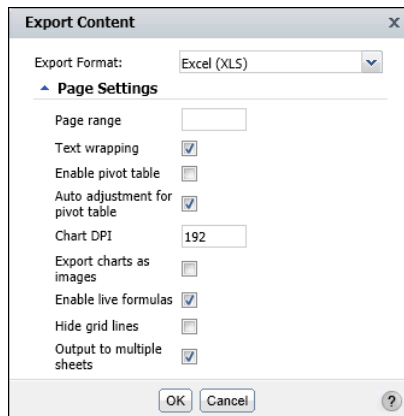 Export Content
x
Export Format: Excel (XLS)
Page Settings
Page range
Text wrapping
Enable pivot table
Auto adjustment for
pivot table
Chart DPI 192
Export charts as
images
Enable live formulas
Hide grid lines
Output to multiple
sheets
OK Cancel ?